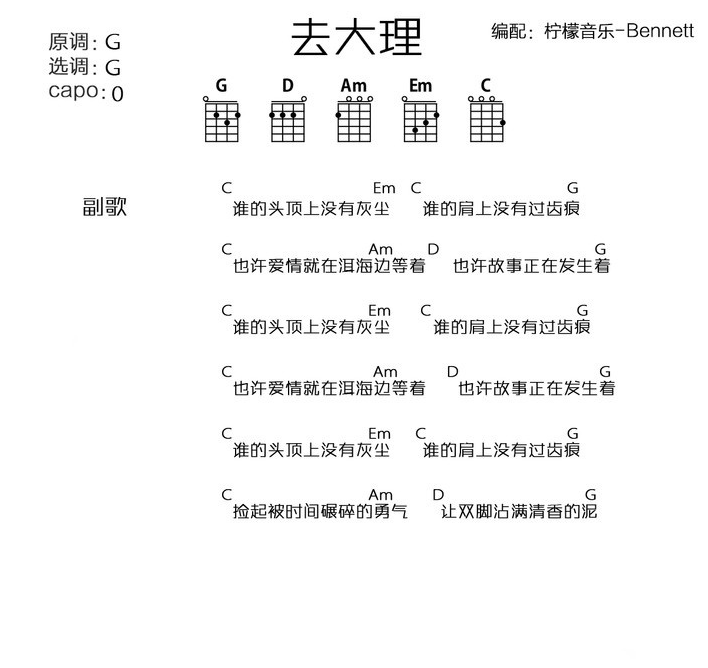 去大理
编配：柠檬音乐-Bennett
原调：G
选调：G
capo：0
G D Am Em C
副歌
C Em C G
谁的头顶上没有灰尘 谁的肩上没有过齿痕
C Am D G
也许爱情就在洱海边等着 也许故事正在发生着
C Em C G
谁的头顶上没有灰尘 谁的肩上没有过齿痕
C Am D G
也许爱情就在洱海边等着 也许故事正在发生着
C Em C G
谁的头顶上没有灰尘 谁的肩上没有过齿痕
C Am D G
捡起被时间碾碎的勇气 让双脚沾满清香的泥